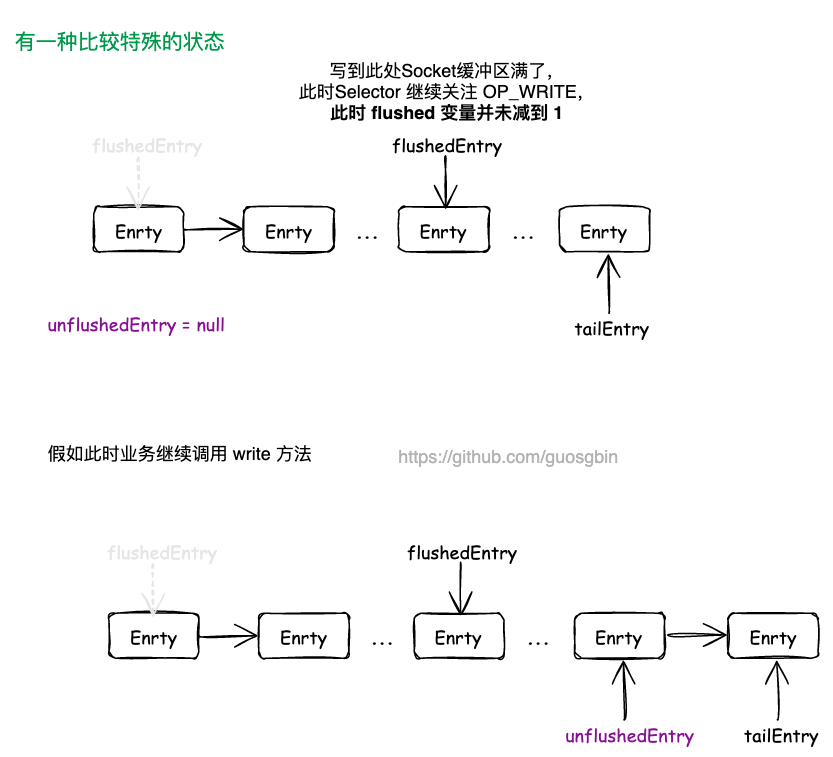 有一种比较特殊的状态
写到此处Socket缓冲区满了，
此时Selector 继续关注 OP_WRITE，
此时 flushed 变量并未减到 1
flushedEntry
flushedEntry
Enrty
Enrty
...
Enrty
...
Enrty
unflushedEntry = null
tailEntry
假如此时业务继续调用 write 方法
https://github.com/guosgbin
flushedEntry
flushedEntry
Enrty
Enrty
...
Enrty
...
Enrty
Enrty
unflushedEntry
tailEntry